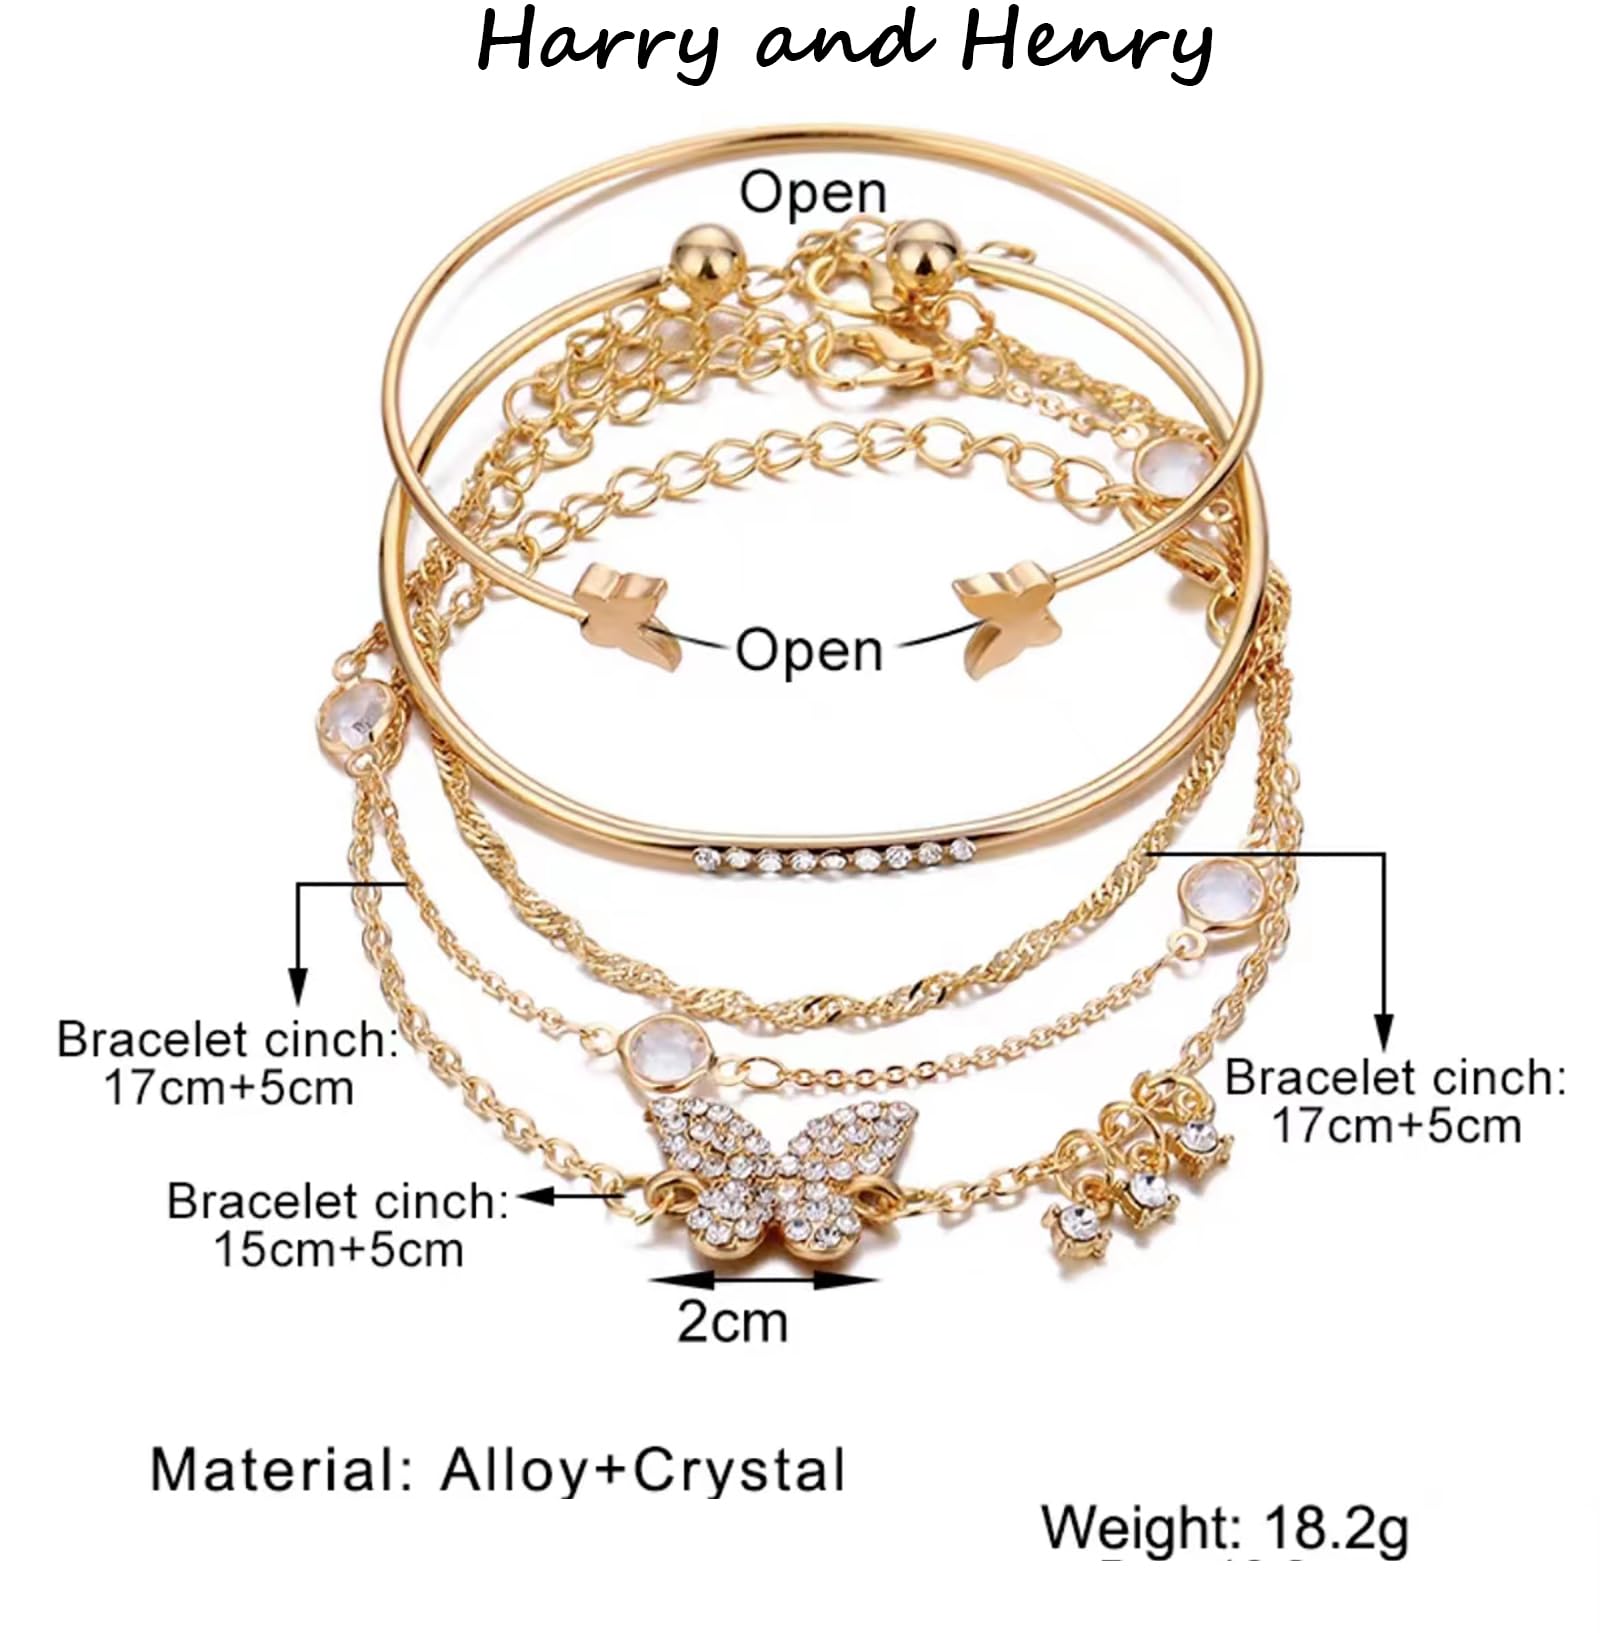 Harry and Henry
Open
Open
Bracelet cinch:
17cm+5cm
Bracelet cinch:
17cm+5cm
Bracelet cinch:
15cm+5cm
2cm
Material: Alloy+Crystal
Weight: 18.2g